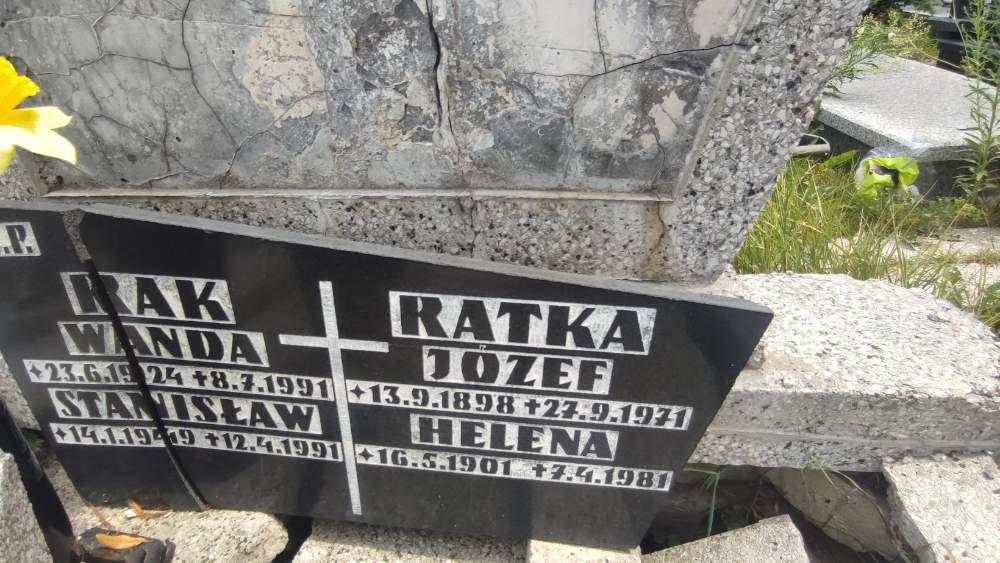 .P.
RAK
WANDA
✦23.6.1924 ✝8.7.1991
STANISŁAW
✦14.1.1949 ✝12.4.1991
RATKA
JÓZEF
✦13.9.1898 ✝27.9.1971
HELENA
✦16.5.1901 ✝7.4.1981